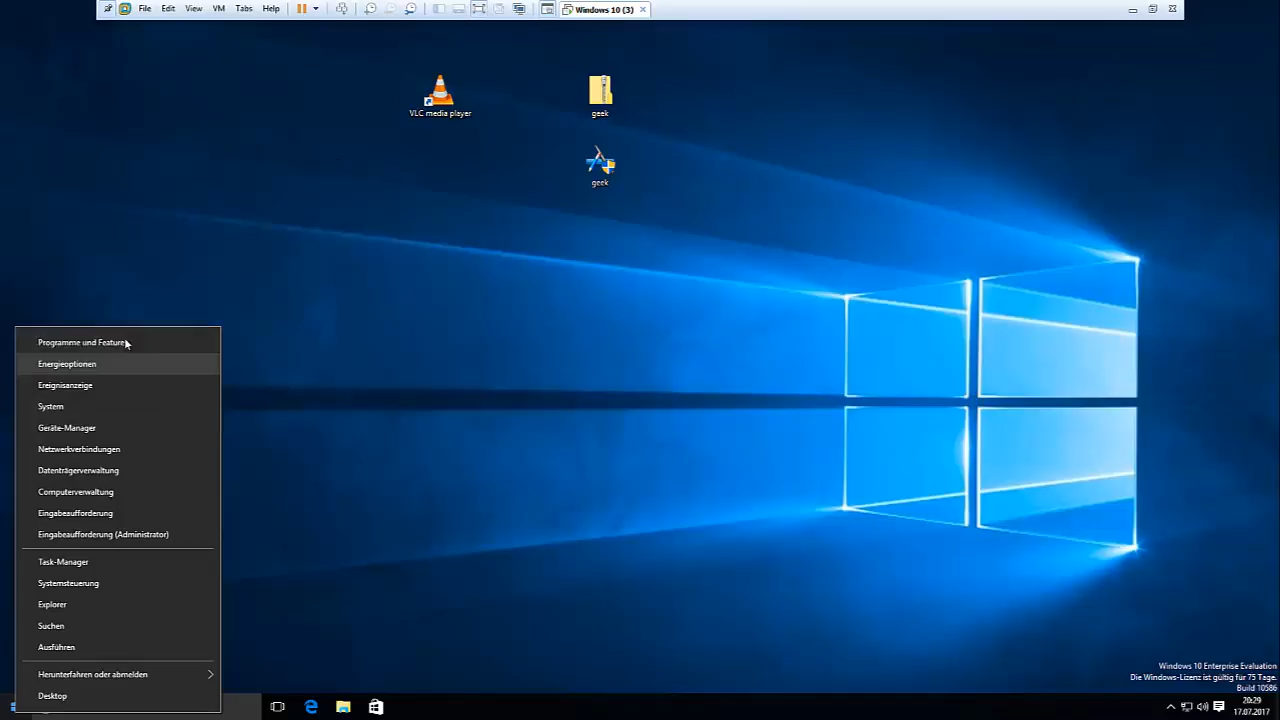 File Edit View VM Tabs Help
Windows 10 (3)
VLC media player
geek
geek
Programme und Feature
Energieoptionen
Ereignisanzeige
System
Geräte-Manager
Netzwerkverbindungen
Datenträgerverwaltung
Computerverwaltung
Eingabeaufforderung
Eingabeaufforderung (Administrator)
Task-Manager
Systemsteuerung
Explorer
Suchen
Ausführen
Herunterfahren oder abmelden
Desktop
Windows 10 Enterprise Evaluation
Die Windows-Lizenz ist gültig für 75 Tage.
Build 10586
20:29
17.07.2017